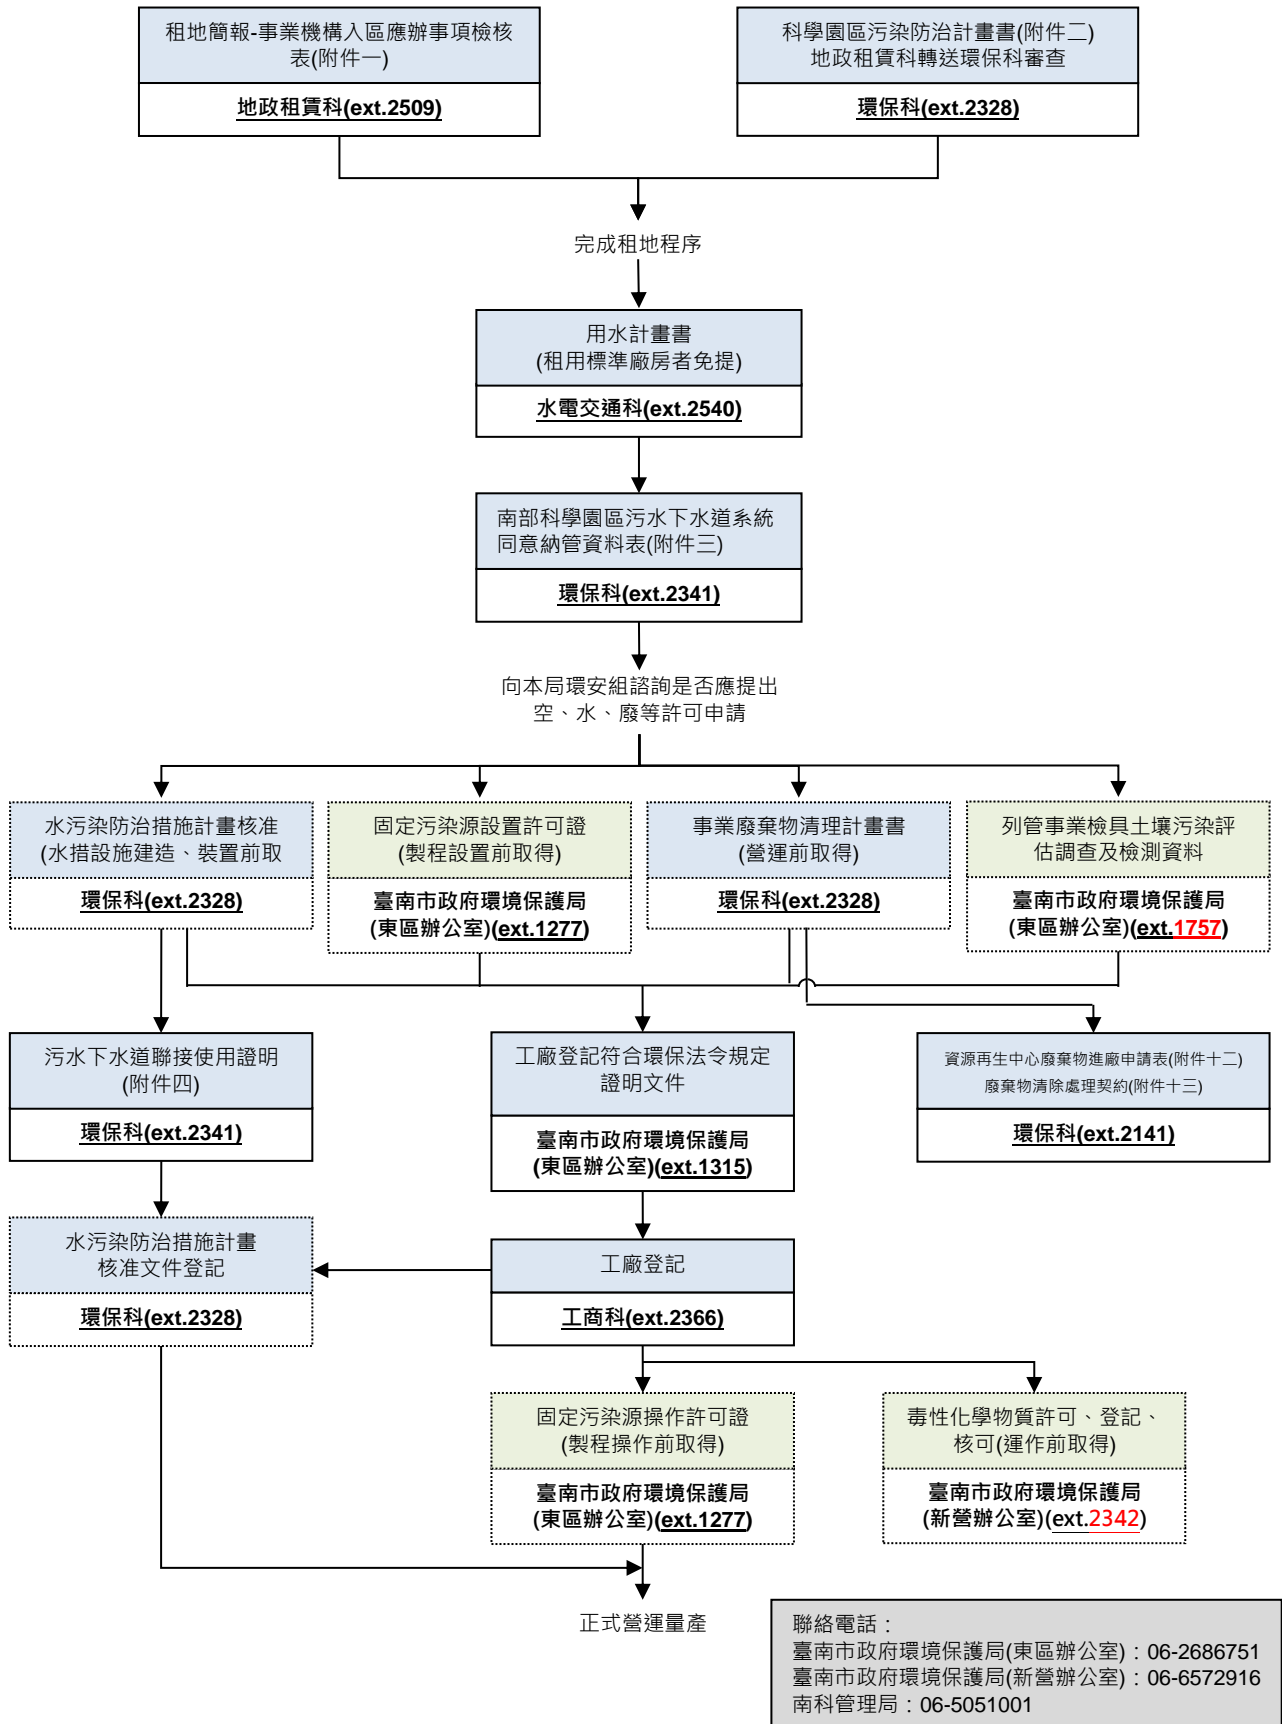 租地簡報-事業機構入區應辦事項檢核
表(附件一)
地政租賃科(ext.2509)
科學園區污染防治計畫書(附件二)
地政租賃科轉送環保科審查
環保科(ext.2328)
完成租地程序
用水計畫書
(租用標準廠房者免提)
水電交通科(ext.2540)
南部科學園區污水下水道系統
同意納管資料表(附件三)
環保科(ext.2341)
向本局環安組諮詢是否應提出
空、水、廢等許可申請
水污染防治措施計畫核准
(水措設施建造、裝置前取
環保科(ext.2328)
固定污染源設置許可證
(製程設置前取得)
臺南市政府環境保護局
(東區辦公室)(ext.1277)
事業廢棄物清理計畫書
(營運前取得)
環保科(ext.2328)
列管事業檢具土壤污染評
估調查及檢測資料
臺南市政府環境保護局
(東區辦公室)(ext.1757)
污水下水道聯接使用證明
(附件四)
環保科(ext.2341)
工廠登記符合環保法令規定
證明文件
臺南市政府環境保護局
(東區辦公室)(ext.1315)
資源再生中心廢棄物進廠申請表(附件十二)
廢棄物清除處理契約(附件十三)
環保科(ext.2141)
水污染防治措施計畫
核准文件登記
環保科(ext.2328)
工廠登記
工商科(ext.2366)
固定污染源操作許可證
(製程操作前取得)
臺南市政府環境保護局
(東區辦公室)(ext.1277)
毒性化學物質許可、登記、
核可(運作前取得)
臺南市政府環境保護局
(新營辦公室)(ext.2342)
正式營運量產
聯絡電話：
臺南市政府環境保護局(東區辦公室)：06-2686751
臺南市政府環境保護局(新營辦公室)：06-6572916
南科管理局：06-5051001